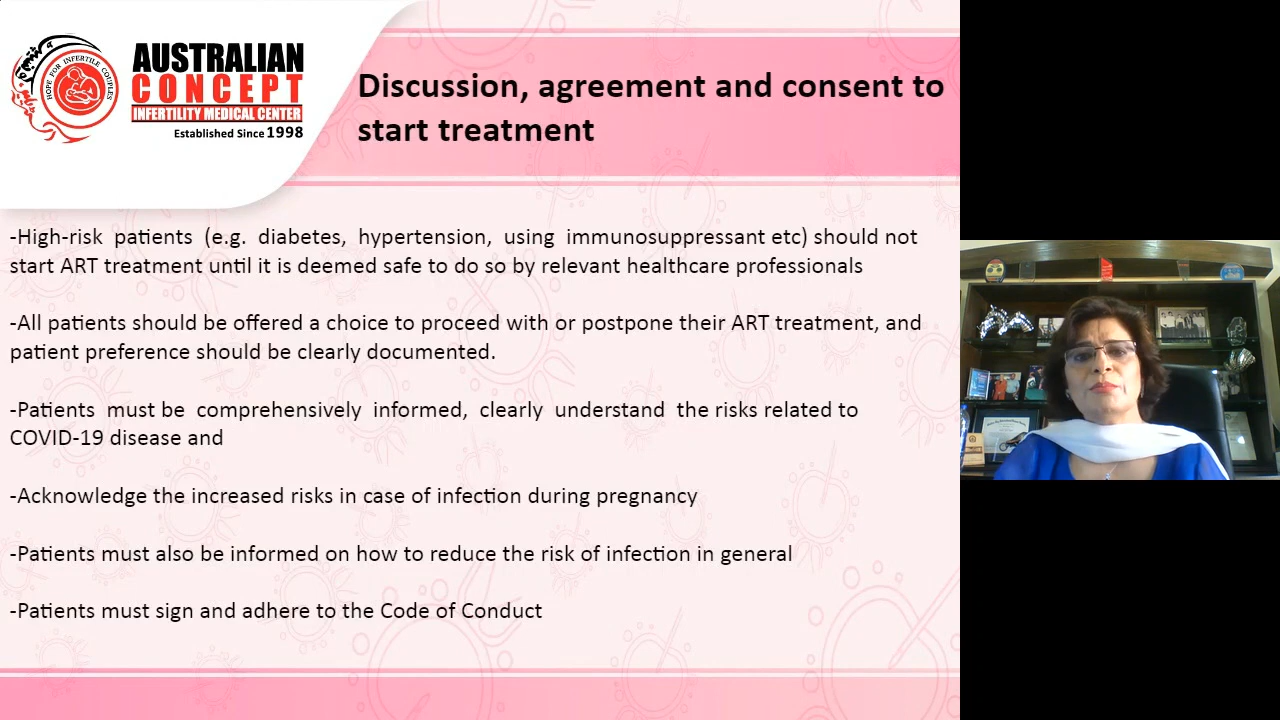 HOPE FOR INFERTILE COUPLES
AUSTRALIAN
CONCEPT
INFERTILITY MEDICAL CENTER
Established Since 1998
Discussion, agreement and consent to
start treatment
-High-risk patients (e.g. diabetes, hypertension, using immunosuppressant etc) should not
start ART treatment until it is deemed safe to do so by relevant healthcare professionals
-All patients should be offered a choice to proceed with or postpone their ART treatment, and
patient preference should be clearly documented.
-Patients must be comprehensively informed, clearly understand the risks related to
COVID-19 disease and
-Acknowledge the increased risks in case of infection during pregnancy
-Patients must also be informed on how to reduce the risk of infection in general
-Patients must sign and adhere to the Code of Conduct